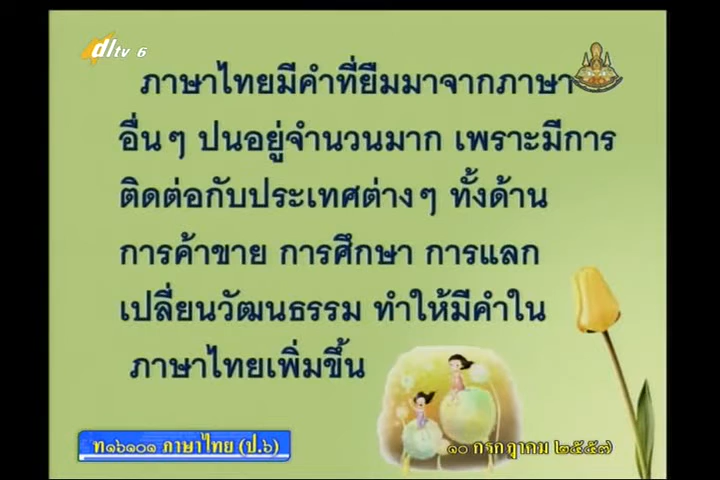 dltv 6
ภาษาไทยมีคำที่ยืมมาจากภาษา
อื่นๆ ปนอยู่จำนวนมาก เพราะมีการ
ติดต่อกับประเทศต่างๆ ทั้งด้าน
การค้าขาย การศึกษา การแลก
เปลี่ยนวัฒนธรรม ทำให้มีคำใน
ภาษาไทยเพิ่มขึ้น
ท๑๖๑๐๑ ภาษาไทย (ป.๖)
๑๐ กรกฎาคม ๒๕๕๗